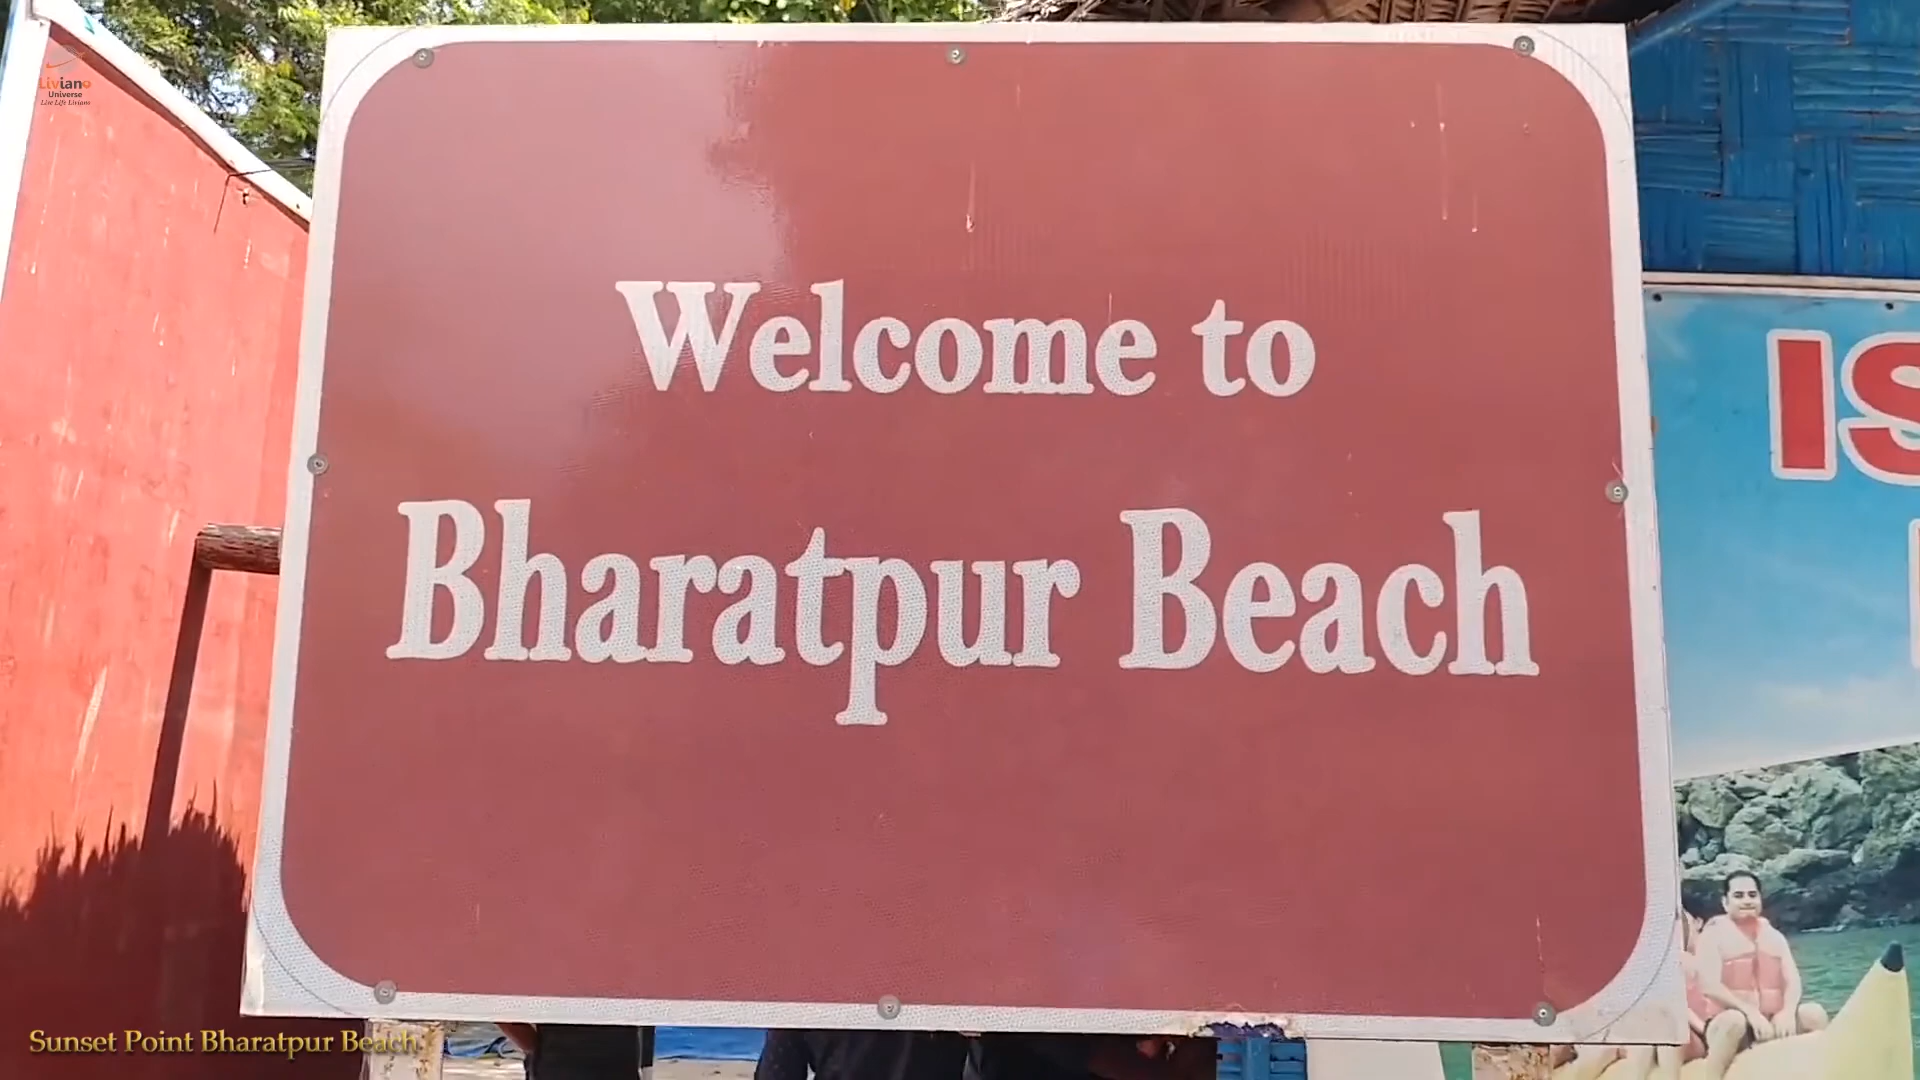 Liviano
Universe
Live Life Liviano
Welcome to
Bharatpur Beach
IS
Sunset Point Bharatpur Beach